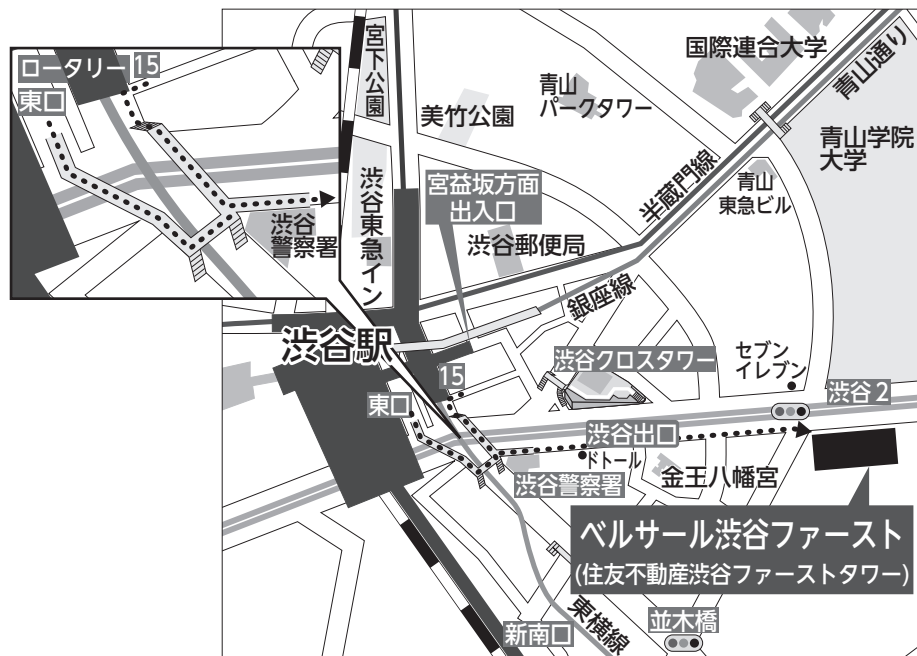 ロータリー
15
東口
渋谷
警察署
宮下公園
渋谷東急イン
美竹公園
青山
パークタワー
国際連合大学
青山通り
青山学院
大学
宮益坂方面
出入口
渋谷郵便局
半蔵門線
青山
東急ビル
銀座線
渋谷駅
15
東口
渋谷クロスタワー
セブン
イレブン
渋谷2
渋谷出口
ドトール
渋谷警察署
金王八幡宮
ベルサール渋谷ファースト
(住友不動産渋谷ファーストタワー)
新南口
東横線
並木橋